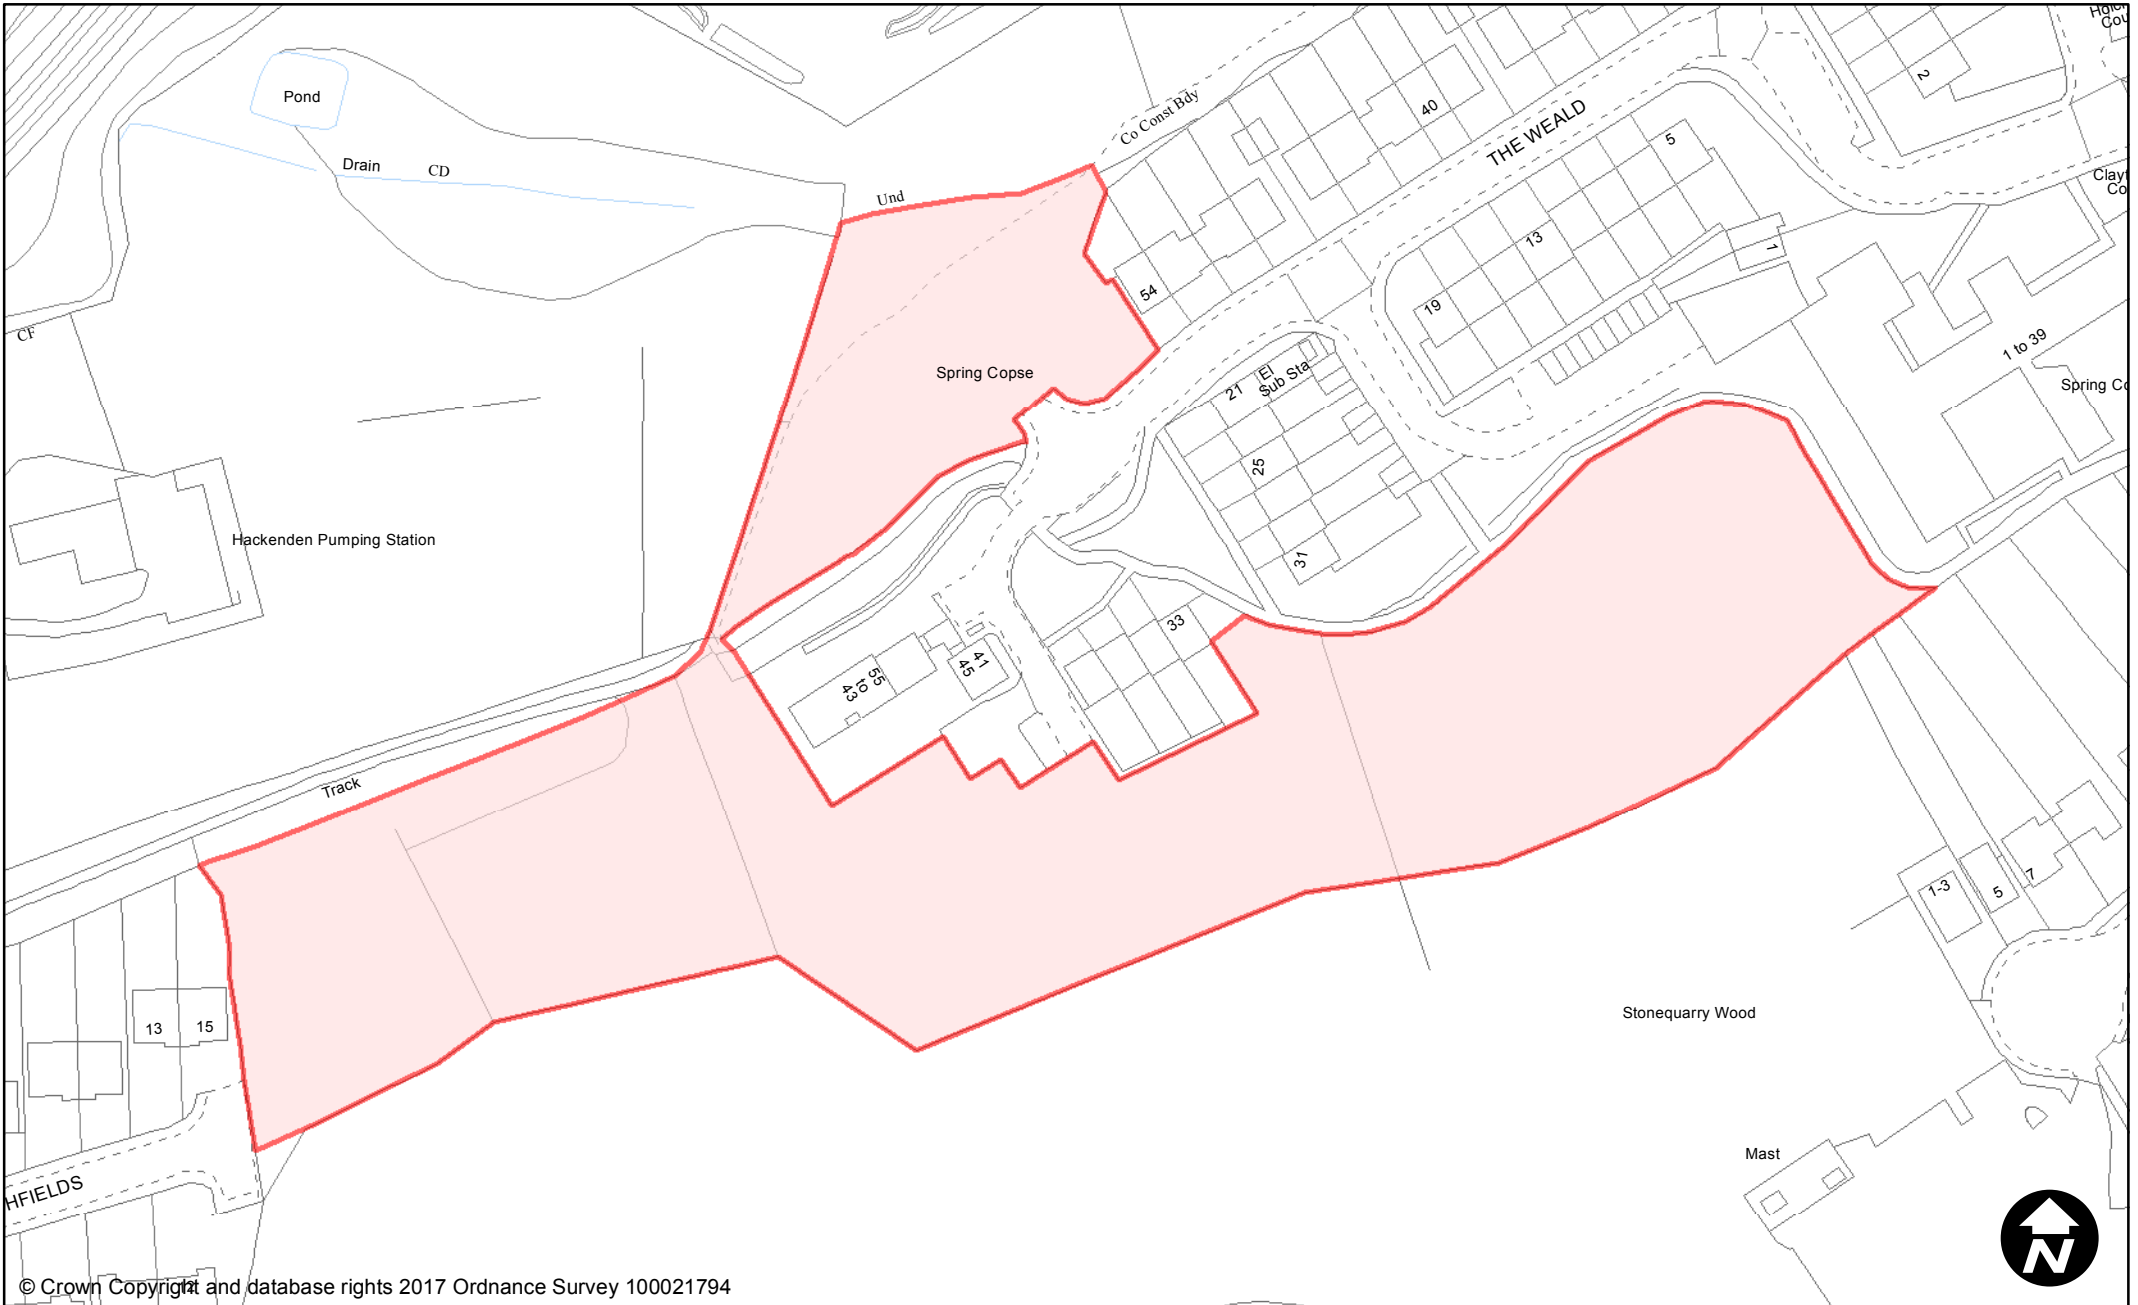 Pond
Drain
CD
CF
Und
Co Const Bdy
40
THE WEALD
5
2
13
19
1
54
Spring Copse
21
El
Sub Sta
25
31
1 to 39
Hackenden Pumping Station
33
43
to
55
41
45
Track
13
15
HFIELDS
12
1-3
5
7
Stonequarry Wood
Mast
N
© Crown Copyright and database rights 2017 Ordnance Survey 100021794